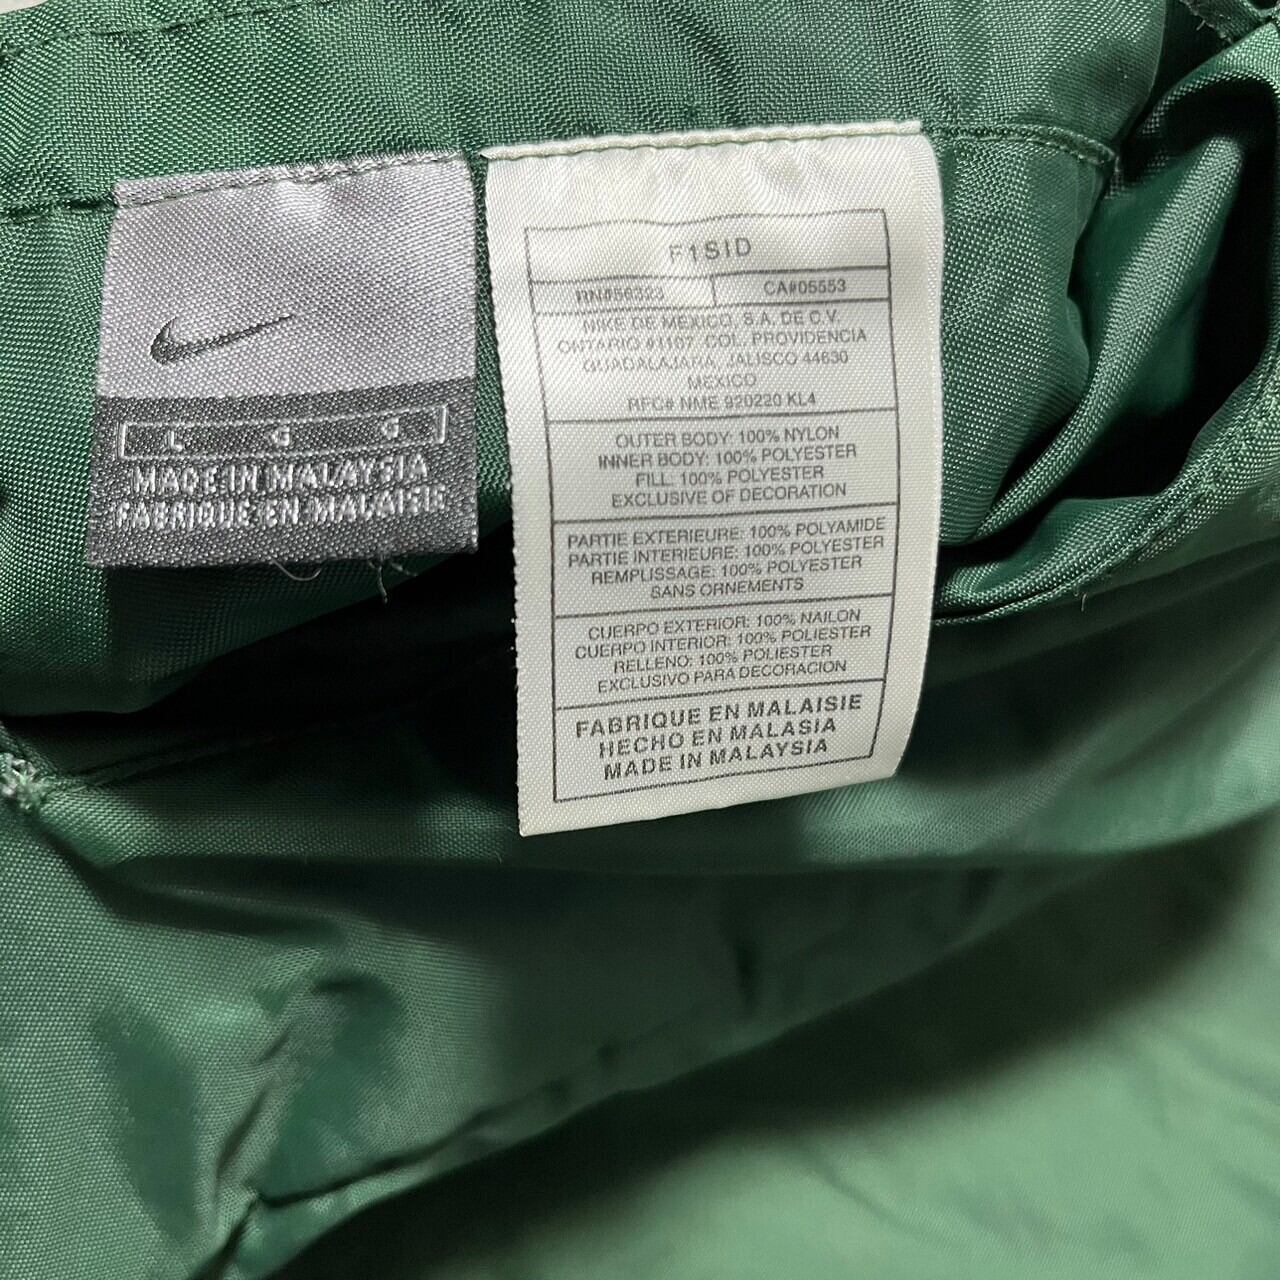 L G G
MADE IN MALAYSIA
FABRIQUE EN MALAISIE
F1SID
RN#56323 CA#05553
NIKE DE MEXICO, S.A. DE C.V.
ONTARIO #1107, COL. PROVIDENCIA
GUADALAJARA, JALISCO 44630
MEXICO
RFC# NME 920220 KL4
OUTER BODY: 100% NYLON
INNER BODY: 100% POLYESTER
FILL: 100% POLYESTER
EXCLUSIVE OF DECORATION
PARTIE EXTERIEURE: 100% POLYAMIDE
PARTIE INTERIEURE: 100% POLYESTER
REMPLISSAGE: 100% POLYESTER
SANS ORNEMENTS
CUERPO EXTERIOR: 100% NAILON
CUERPO INTERIOR: 100% POLIESTER
RELLENO: 100% POLIESTER
EXCLUSIVO PARA DECORACION
FABRIQUE EN MALAISIE
HECHO EN MALASIA
MADE IN MALAYSIA